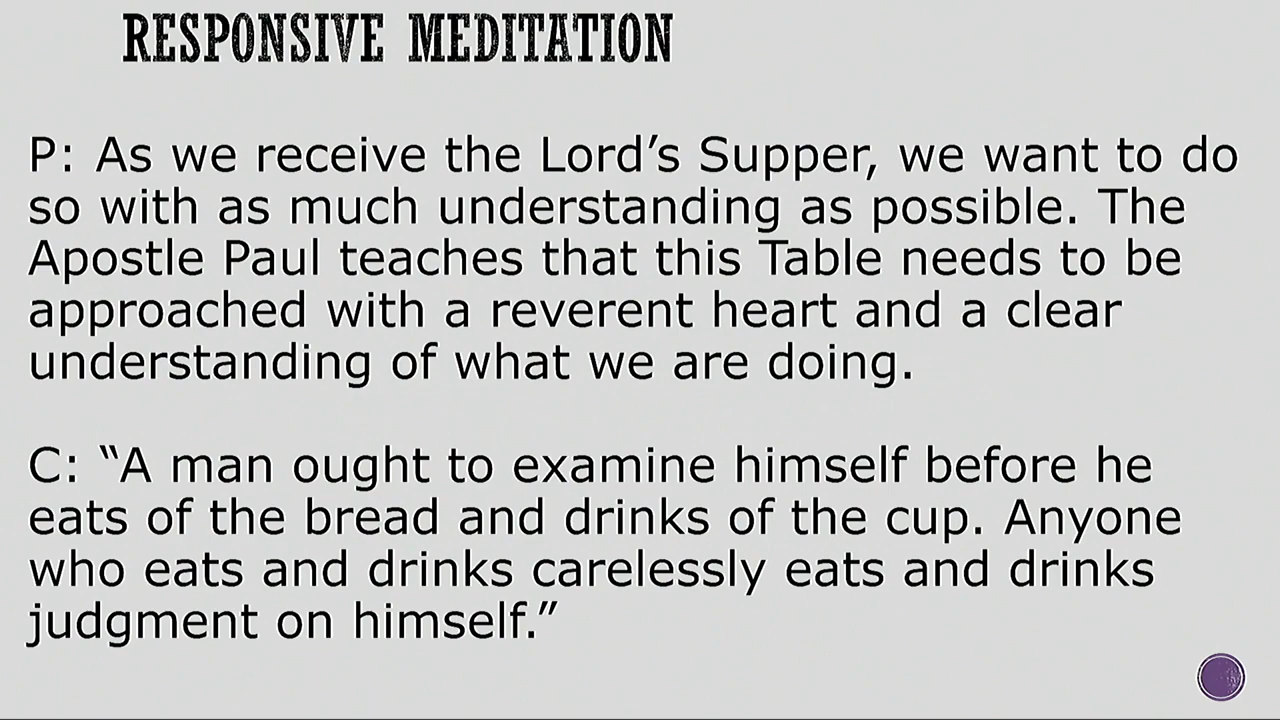 RESPONSIVE MEDITATION
P: As we receive the Lord’s Supper, we want to do
so with as much understanding as possible. The
Apostle Paul teaches that this Table needs to be
approached with a reverent heart and a clear
understanding of what we are doing.
C: “A man ought to examine himself before he
eats of the bread and drinks of the cup. Anyone
who eats and drinks carelessly eats and drinks
judgment on himself.”